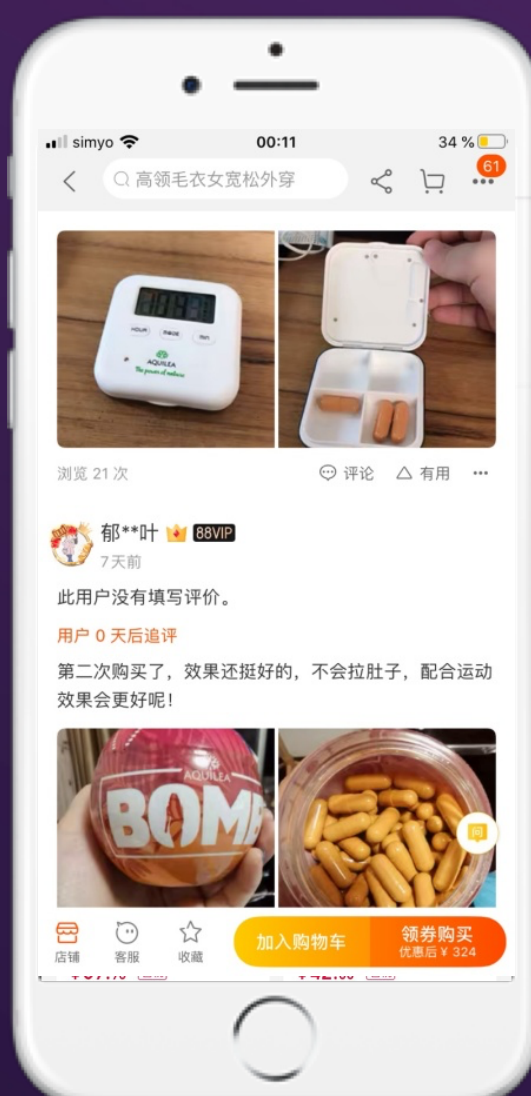 simyo
00:11
34 %
61
高领毛衣女宽松外穿
HOUR
MIN
AQUILEA
The power of nature
浏览 21 次
评论
有用
郁**叶
88VIP
7天前
此用户没有填写评价。
用户 0 天后追评
第二次购买了，效果还挺好的，不会拉肚子，配合运动
效果会更好呢！
AQUILEA
BOMB
问
店铺
客服
收藏
加入购物车
领券购买
优惠后 ¥ 324